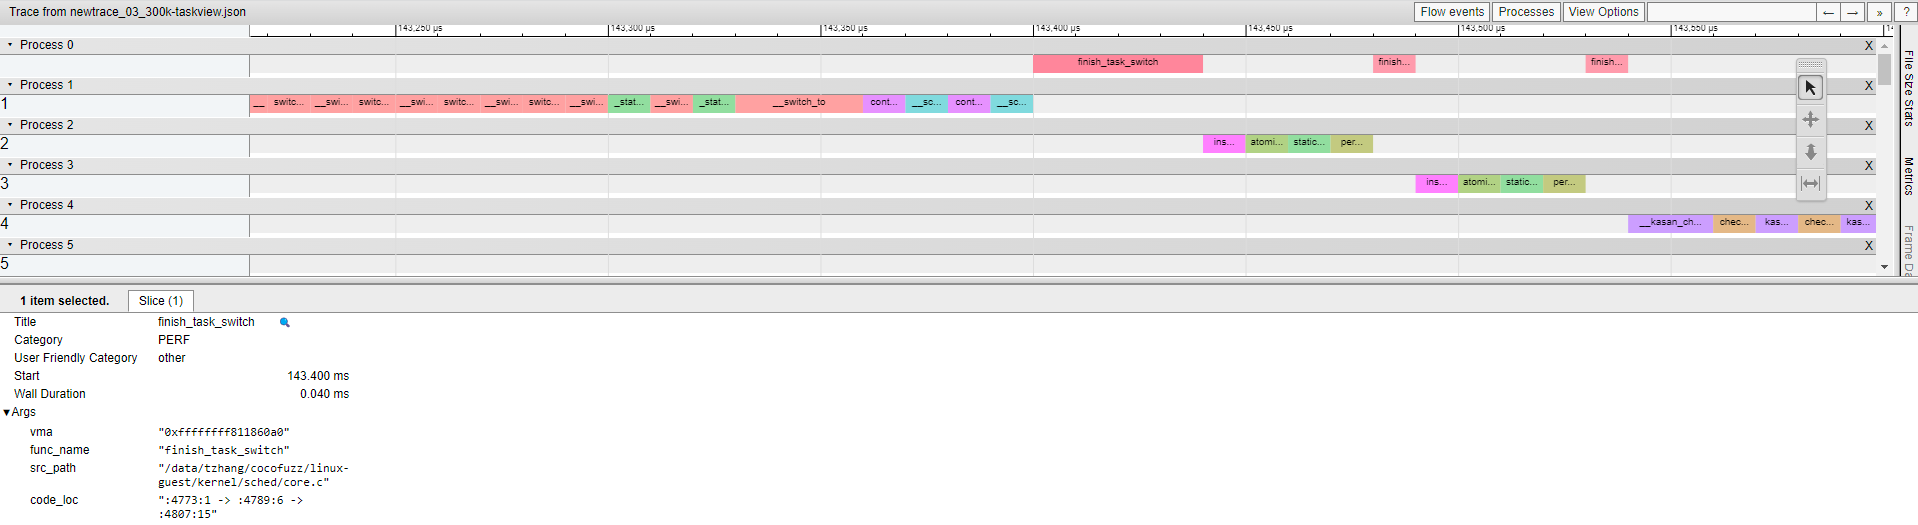 Trace from newtrace_03_300k-taskview.json Flow events Processes View Options ← → » ?
143,250 µs 143,300 µs 143,350 µs 143,400 µs 143,450 µs 143,500 µs 143,550 µs
Process 0 X
finish_task_switch finish... finish...
Process 1 X
1 __ switc... __swi... switc... __swi... switc... __swi... switc... __swi... _stat... __swi... _stat... __switch_to cont... __sc... cont... __sc...
Process 2 X
2 ins... atomi... static... per...
Process 3 X
3 ins... atomi... static... per...
Process 4 X
4 __kasan_ch... chec... kas... chec... kas...
Process 5 X
5
File Size Stats
Metrics
Frame Da
1 item selected. Slice (1)
Title finish_task_switch
Category PERF
User Friendly Category other
Start 143.400 ms
Wall Duration 0.040 ms
▼Args
vma "0xffffffff811860a0"
func_name "finish_task_switch"
src_path "/data/tzhang/cocofuzz/linux-
guest/kernel/sched/core.c"
code_loc ":4773:1 -> :4789:6 ->
:4807:15"